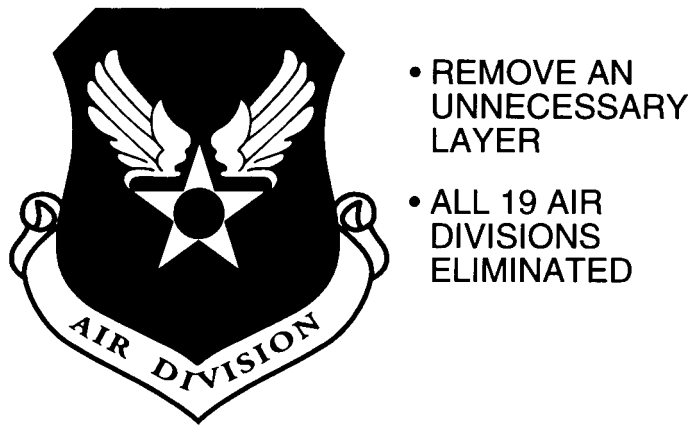 • REMOVE AN
UNNECESSARY
LAYER
• ALL 19 AIR
DIVISIONS
ELIMINATED
AIR DIVISION